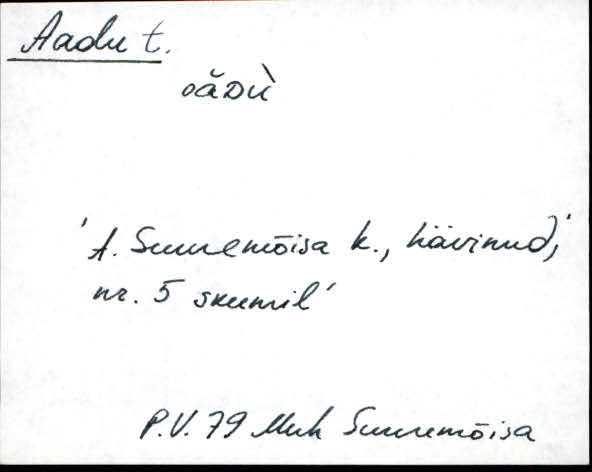 Aadu t.
oăDù
'A. Suuremõisa k., hävinud,'
nr. 5 skeemil'
P.V. 79 Muh Suuremõisa